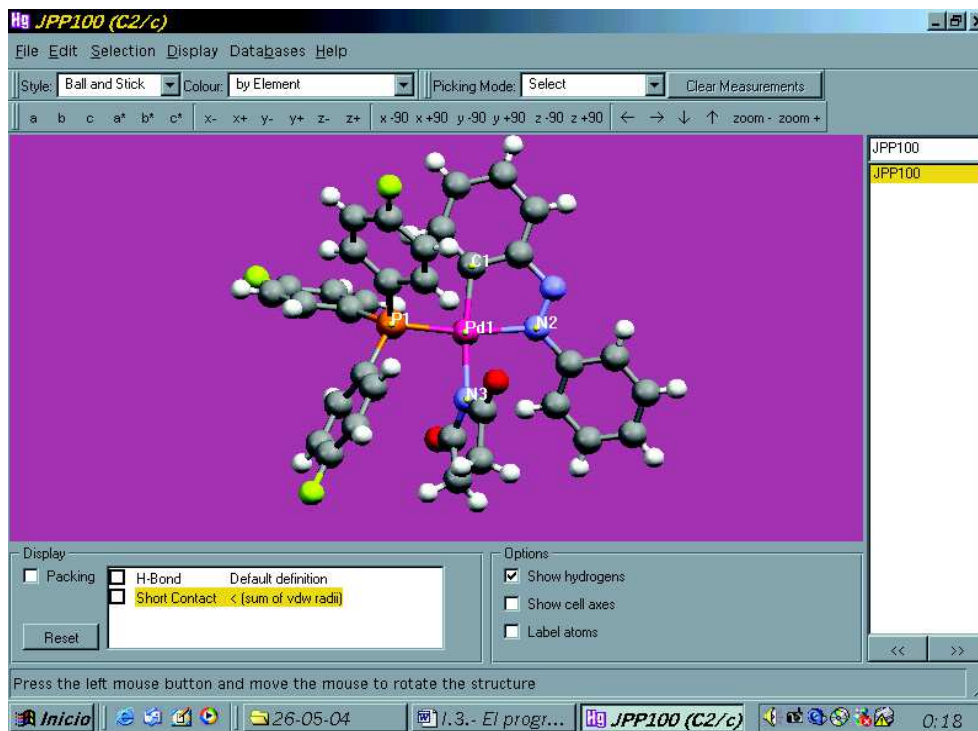 Hg JPP100 (C2/c)
File Edit Selection Display Databases Help
Style: Ball and Stick Colour: by Element Picking Mode: Select Clear Measurements
a b c a* b* c* x- x+ y- y+ z- z+ x -90 x +90 y -90 y +90 z -90 z +90 ← → ↓ ↑ zoom - zoom +
JPP100
JPP100
C1
P1 Pd1 N2
N3
Display
Packing
H-Bond Default definition
Short Contact < (sum of vdw radii)
Reset
Options
Show hydrogens
Show cell axes
Label atoms
<< >>
Press the left mouse button and move the mouse to rotate the structure
Inicio 26-05-04 I.3.- El progr... Hg JPP100 (C2/c) 0:18